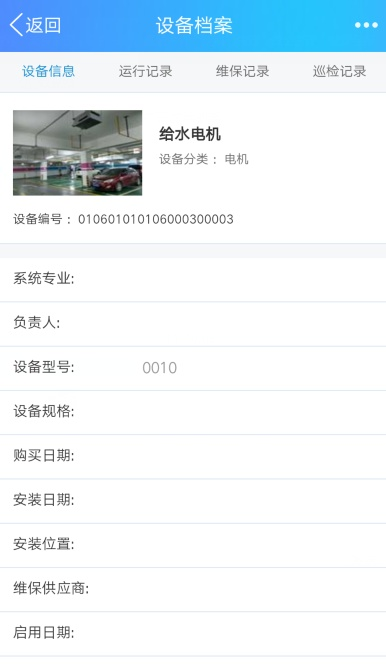 返回 设备档案
设备信息 运行记录 维保记录 巡检记录
给水电机
设备分类： 电机
设备编号： 010601010106000300003
系统专业:
负责人:
设备型号: 0010
设备规格:
购买日期:
安装日期:
安装位置:
维保供应商:
启用日期: